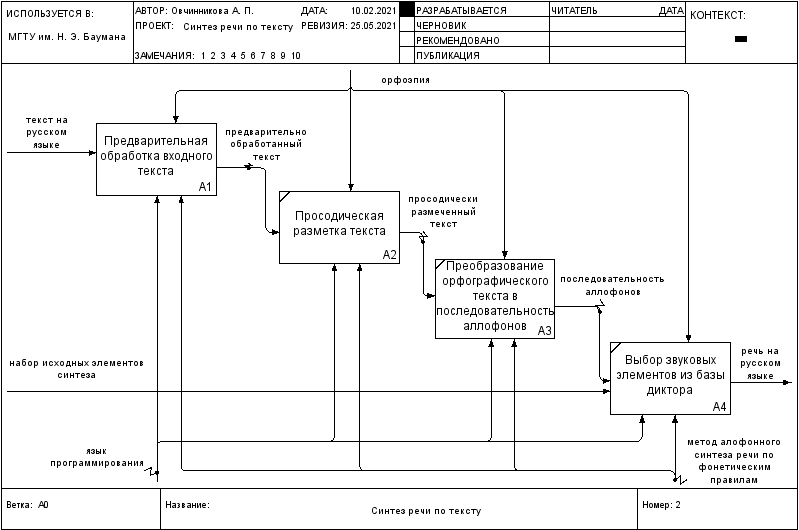 ИСПОЛЬЗУЕТСЯ В:
МГТУ им. Н. Э. Баумана
АВТОР: Овчинникова А. П.
ДАТА: 10.02.2021
ПРОЕКТ: Синтез речи по тексту
РЕВИЗИЯ: 25.05.2021
ЗАМЕЧАНИЯ: 1 2 3 4 5 6 7 8 9 10
РАЗРАБАТЫВАЕТСЯ
ЧЕРНОВИК
РЕКОМЕНДОВАНО
ПУБЛИКАЦИЯ
ЧИТАТЕЛЬ
ДАТА
КОНТЕКСТ:
орфоэпия
текст на
русском
языке
Предварительная
обработка входного
текста
A1
предварительно
обработанный
текст
Просодическая
разметка текста
A2
просодически
размеченный
текст
Преобразование
орфографического
текста в
последовательность
аллофонов
A3
последовательность
аллофонов
Выбор звуковых
элементов из базы
диктора
A4
речь на
русском
языке
набор исходных элементов
синтеза
язык
программирования
метод алофонного
синтеза речи по
фонетическим
правилам
Ветка: A0
Название:
Синтез речи по тексту
Номер: 2